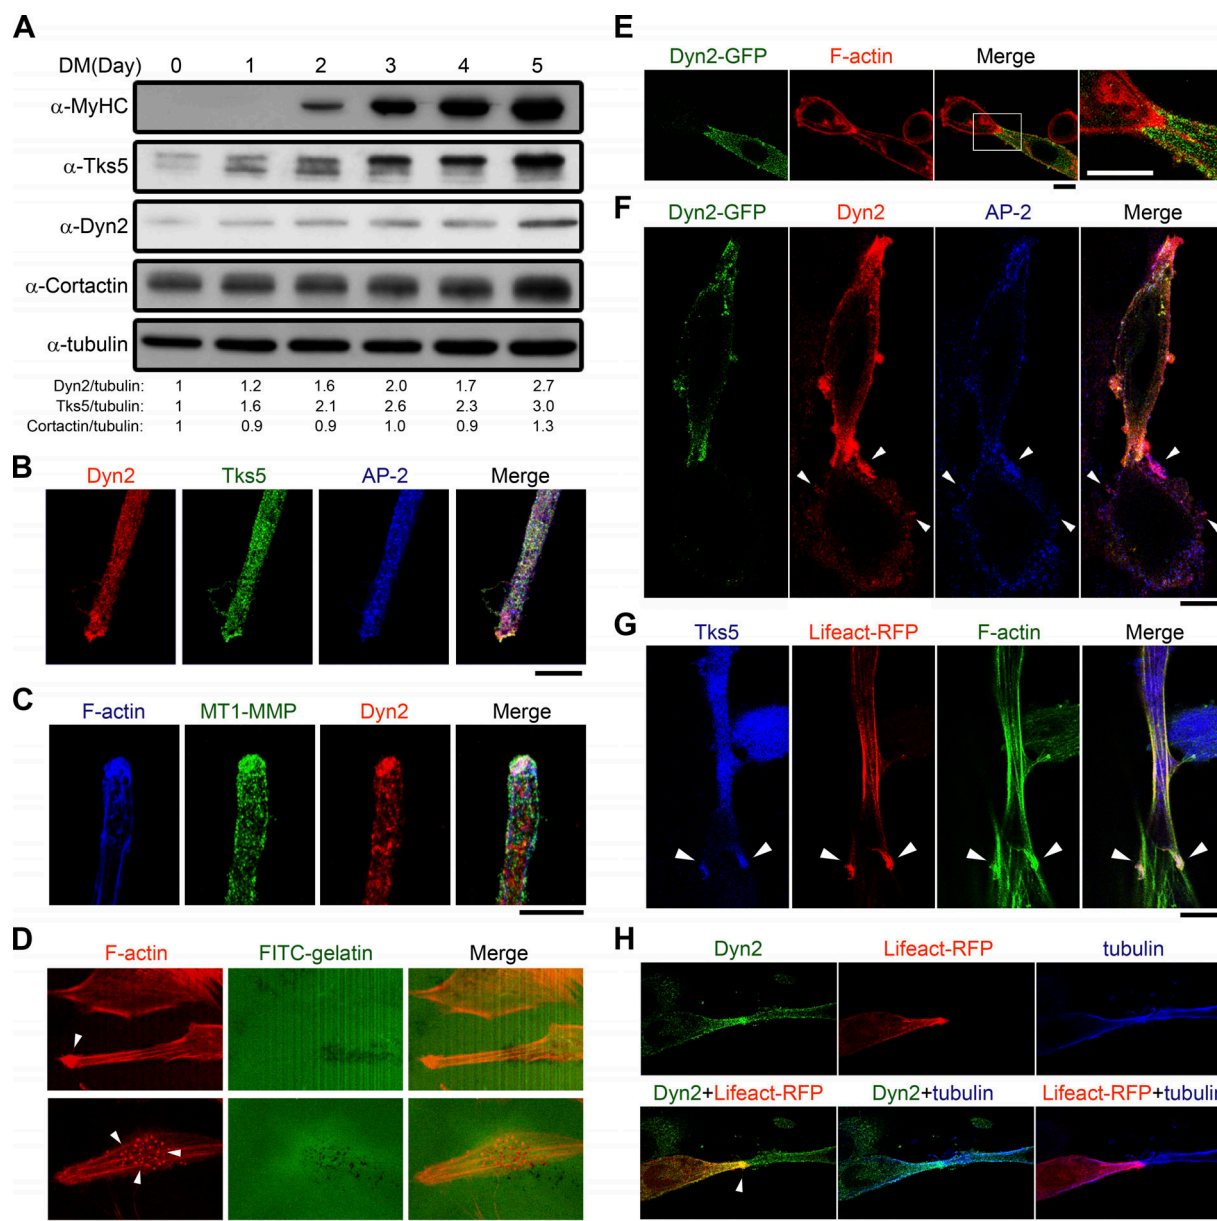 A
DM(Day) 0 1 2 3 4 5
α-MyHC
α-Tks5
α-Dyn2
α-Cortactin
α-tubulin
Dyn2/tubulin: 1 1.2 1.6 2.0 1.7 2.7
Tks5/tubulin: 1 1.6 2.1 2.6 2.3 3.0
Cortactin/tubulin: 1 0.9 0.9 1.0 0.9 1.3
B
Dyn2 Tks5 AP-2 Merge
C
F-actin MT1-MMP Dyn2 Merge
D
F-actin FITC-gelatin Merge
E
Dyn2-GFP F-actin Merge
F
Dyn2-GFP Dyn2 AP-2 Merge
G
Tks5 Lifeact-RFP F-actin Merge
H
Dyn2 Lifeact-RFP tubulin
Dyn2+Lifeact-RFP Dyn2+tubulin Lifeact-RFP+tubulin